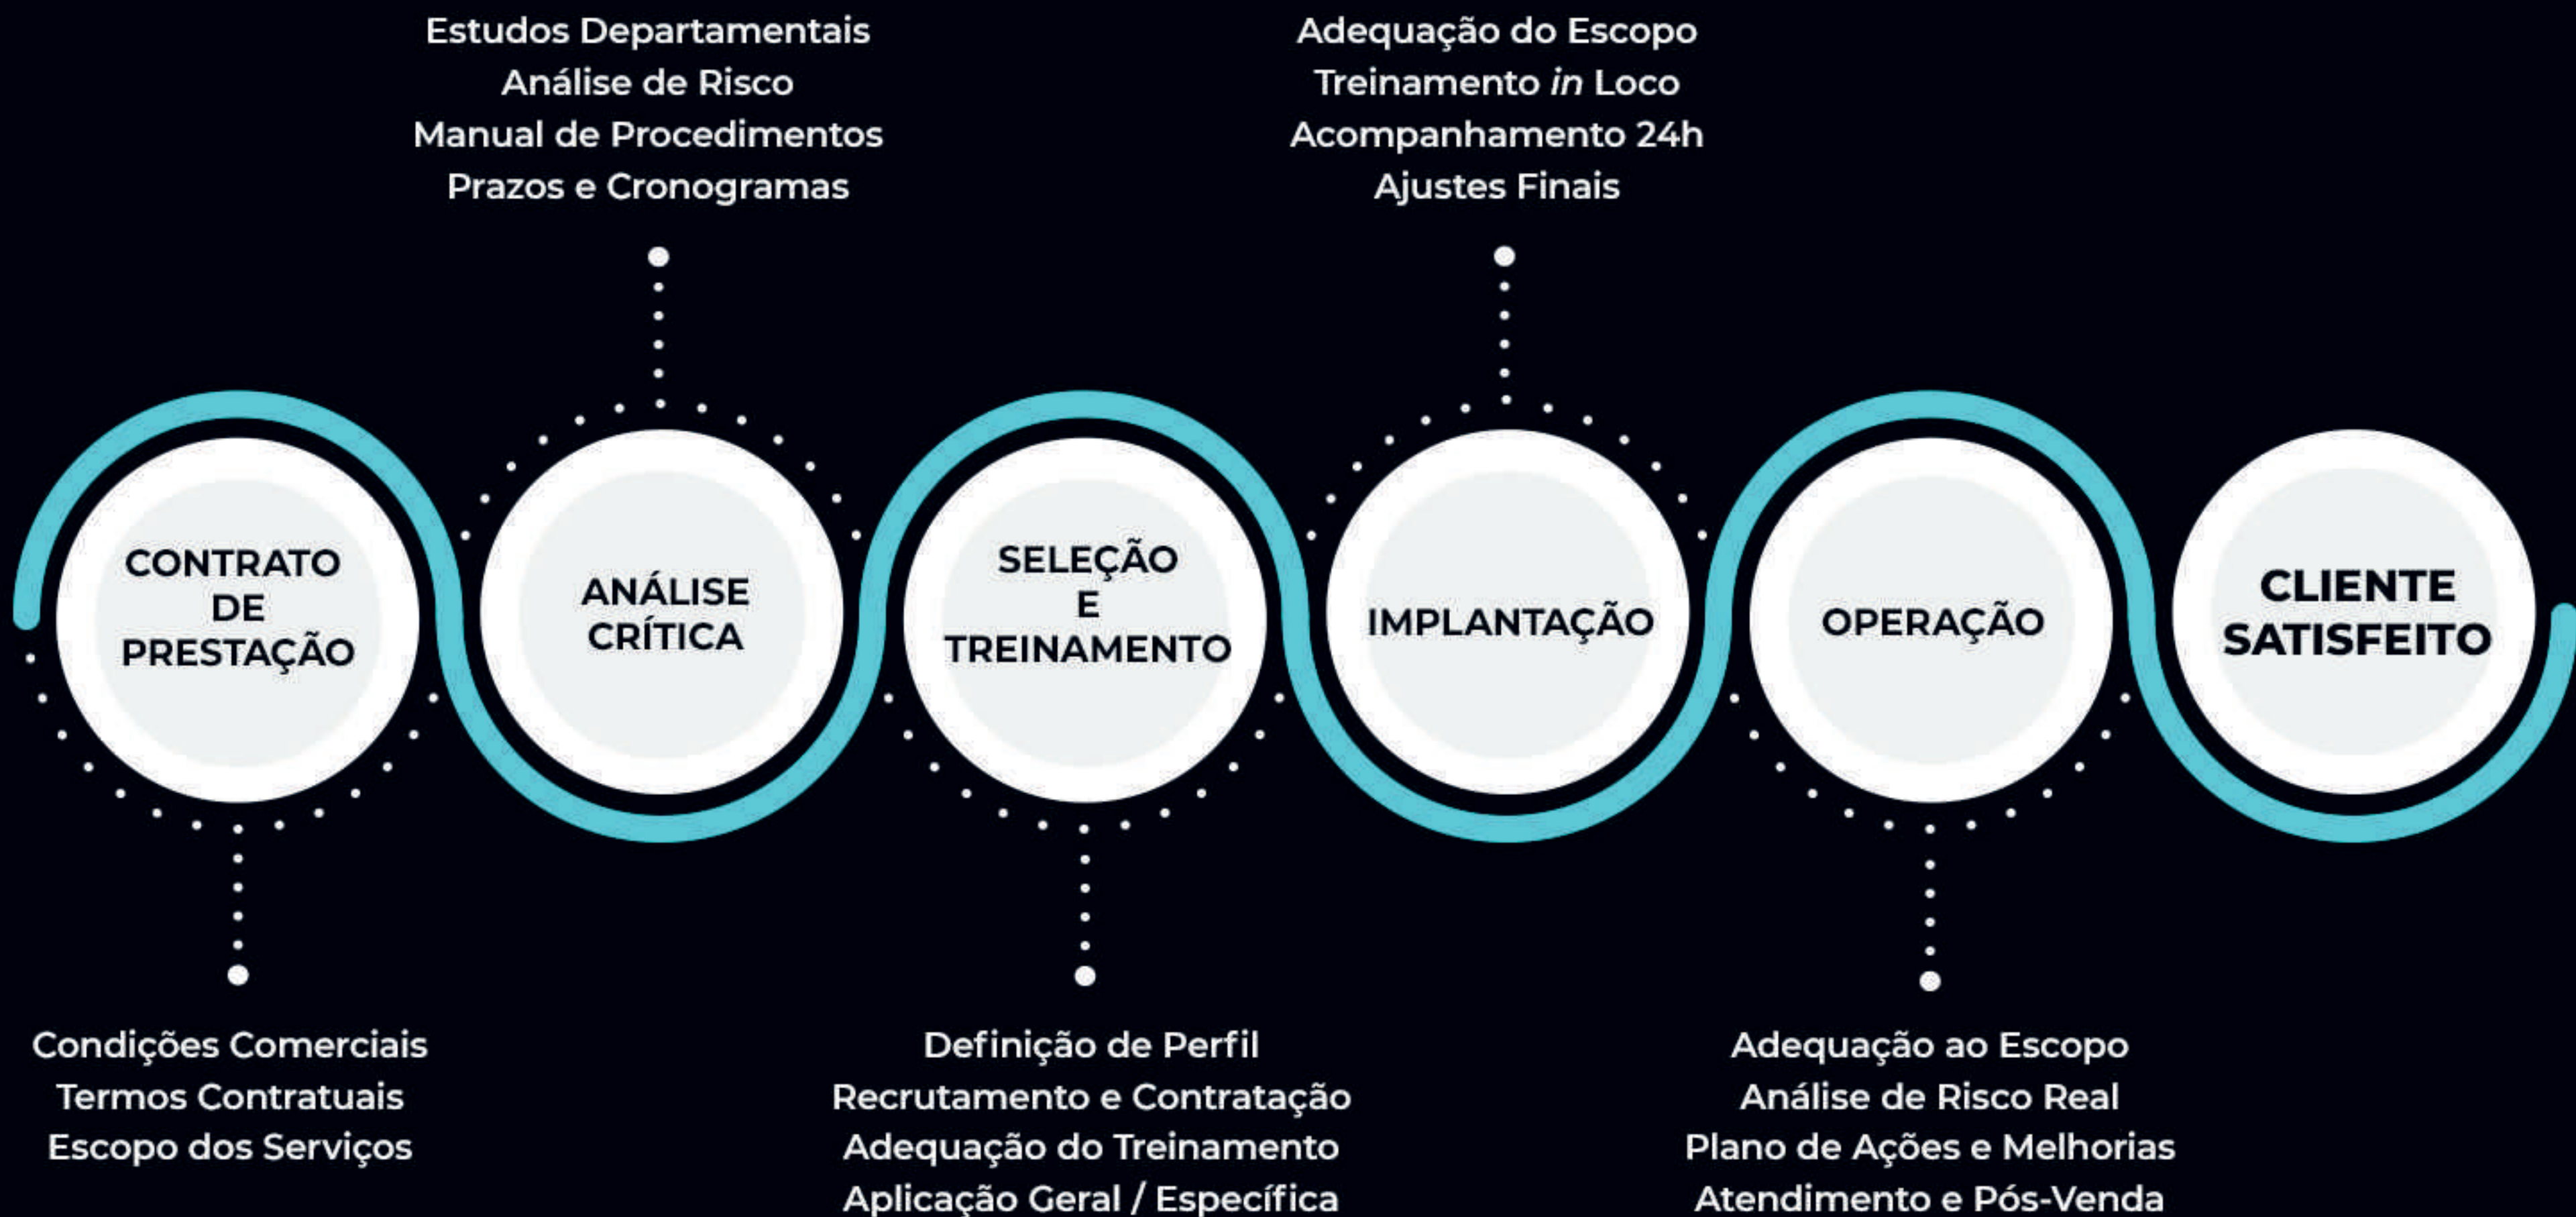 Estudos Departamentais
Análise de Risco
Manual de Procedimentos
Prazos e Cronogramas
Adequação do Escopo
Treinamento in Loco
Acompanhamento 24h
Ajustes Finais
CONTRATO
DE
PRESTAÇÃO
ANÁLISE
CRÍTICA
SELEÇÃO
E
TREINAMENTO
IMPLANTAÇÃO
OPERAÇÃO
CLIENTE
SATISFEITO
Condições Comerciais
Termos Contratuais
Escopo dos Serviços
Definição de Perfil
Recrutamento e Contratação
Adequação do Treinamento
Aplicação Geral / Específica
Adequação ao Escopo
Análise de Risco Real
Plano de Ações e Melhorias
Atendimento e Pós-Venda